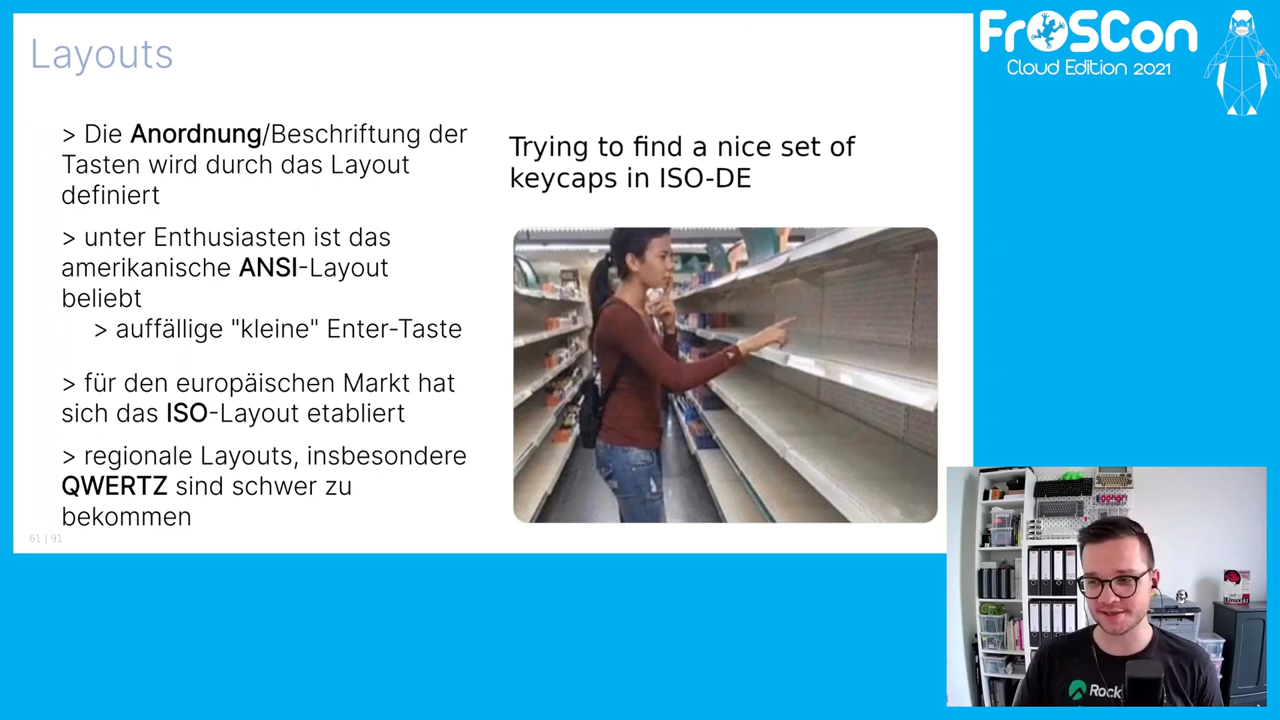 Layouts
> Die Anordnung/Beschriftung der
Tasten wird durch das Layout
definiert
> unter Enthusiasten ist das
amerikanische ANSI-Layout
beliebt
> auffällige "kleine" Enter-Taste
> für den europäischen Markt hat
sich das ISO-Layout etabliert
> regionale Layouts, insbesondere
QWERTZ sind schwer zu
bekommen
61 | 91
Trying to find a nice set of
keycaps in ISO-DE
FrOSCon
Cloud Edition 2021
Rock